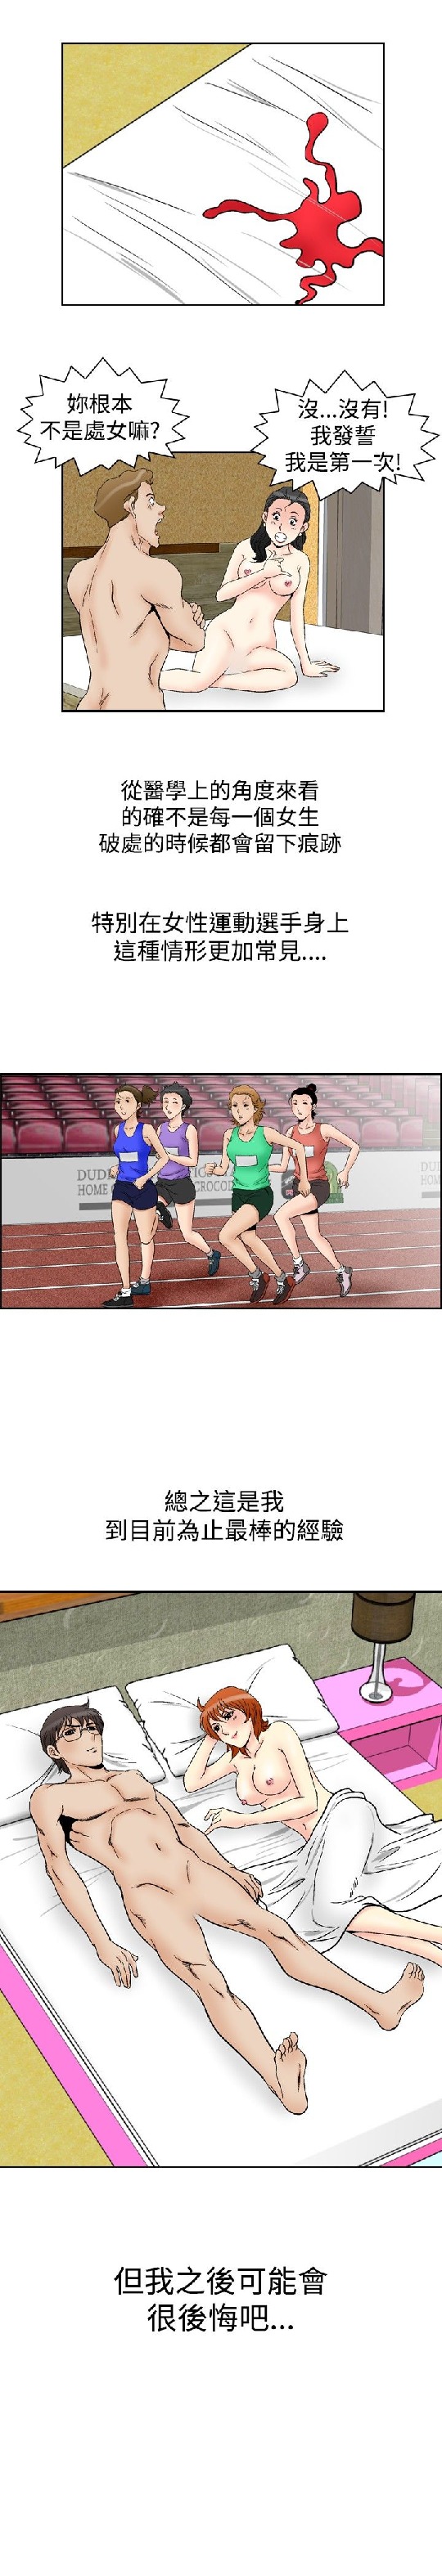 妳根本
不是處女嘛?
沒...沒有!
我發誓
我是第一次!
從醫學上的角度來看
的確不是每一個女生
破處的時候都會留下痕跡
特別在女性運動選手身上
這種情形更加常見....
DUD
HOME
CROCOD
總之這是我
到目前為止最棒的經驗
但我之後可能會
很後悔吧...